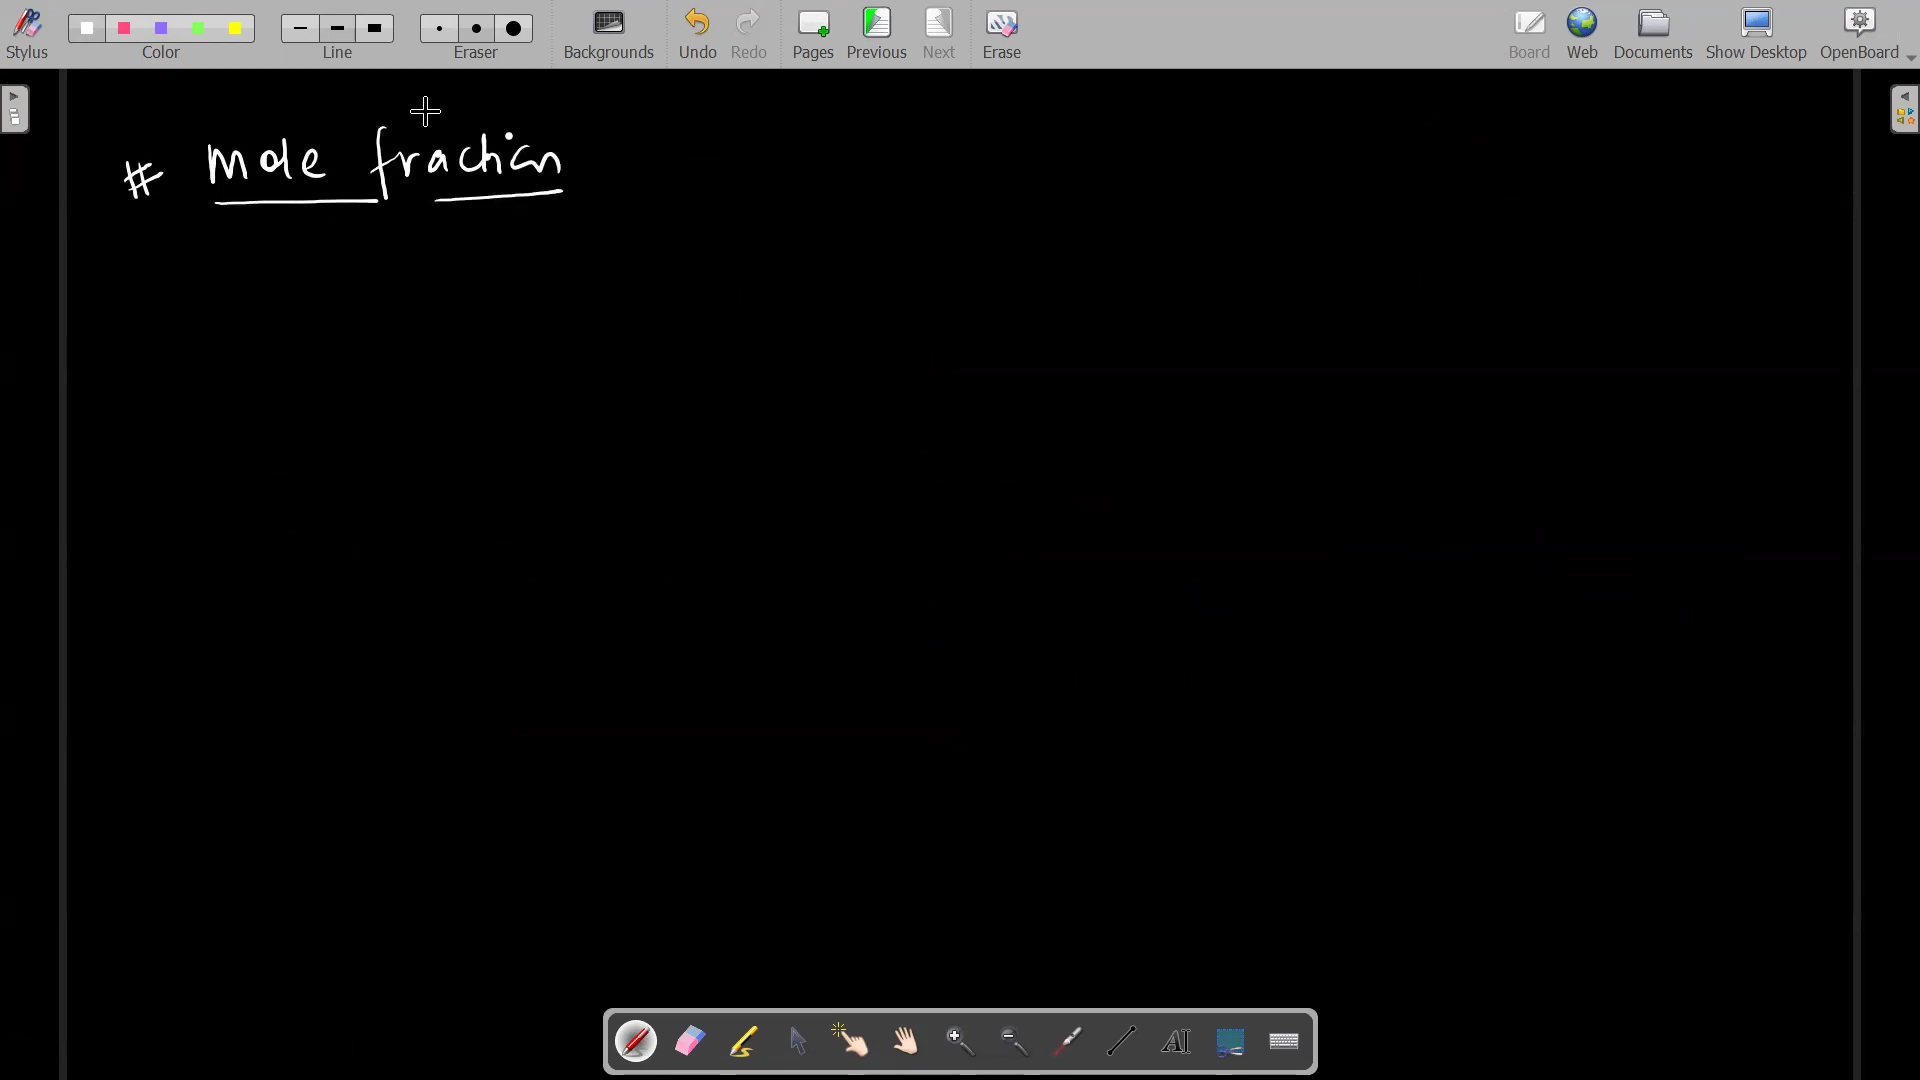 Stylus Color Line Eraser Backgrounds Undo Redo Pages Previous Next Erase Board Web Documents Show Desktop OpenBoard
# Mole fraction